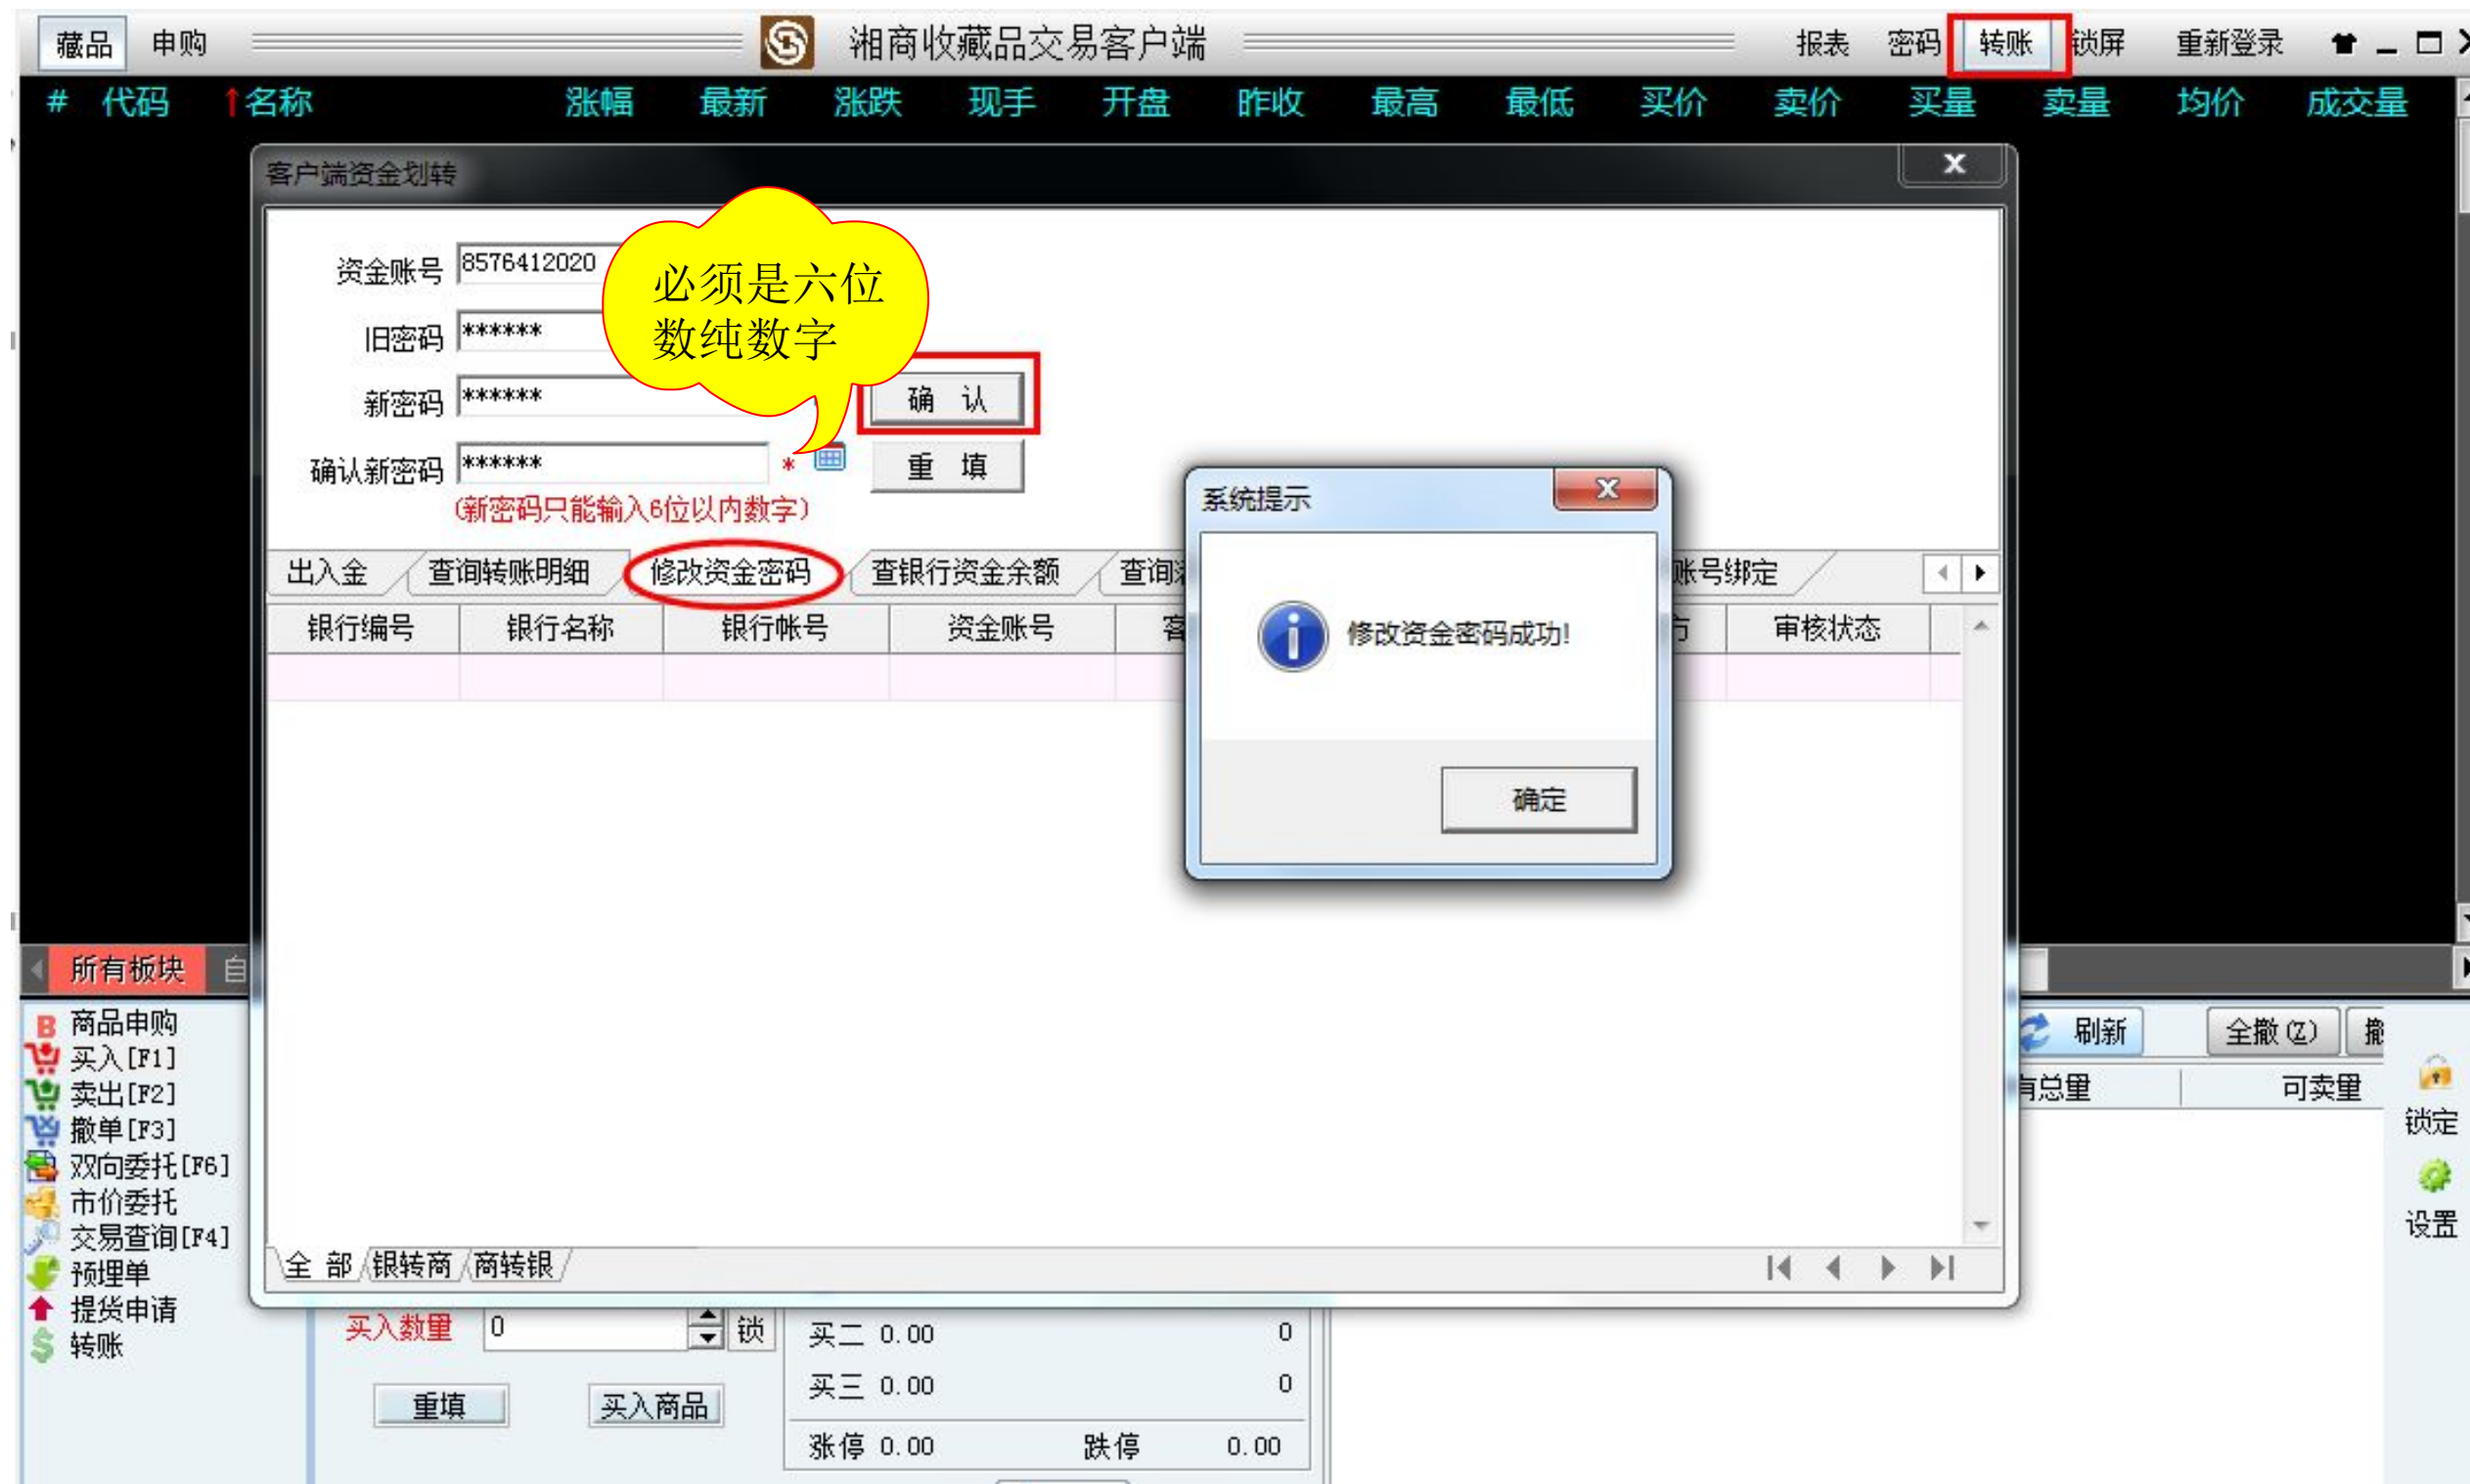 藏品 申购 湘商收藏品交易客户端 报表 密码 转账 锁屏 重新登录
# 代码 ↑名称 涨幅 最新 涨跌 现手 开盘 昨收 最高 最低 买价 卖价 买量 卖量 均价 成交量
客户端资金划转
资金账号 8576412020
必须是六位
数纯数字
旧密码 ******
新密码 ****** 确 认
确认新密码 ****** * 重 填
(新密码只能输入6位以内数字)
系统提示
修改资金密码成功!
确定
出入金 查询转账明细 修改资金密码 查银行资金余额 查询 账号绑定
银行编号 银行名称 银行帐号 资金账号 客 方 审核状态
所有板块 自
全 部 银转商 商转银
商品申购
买入[F1]
卖出[F2]
撤单[F3]
双向委托[F6]
市价委托
交易查询[F4]
预埋单
提货申请
转账
刷新 全撤(Z) 撤
有总量 可卖量
锁定
设置
买入数量 0 锁
重填 买入商品
买二 0.00 0
买三 0.00 0
涨停 0.00 跌停 0.00